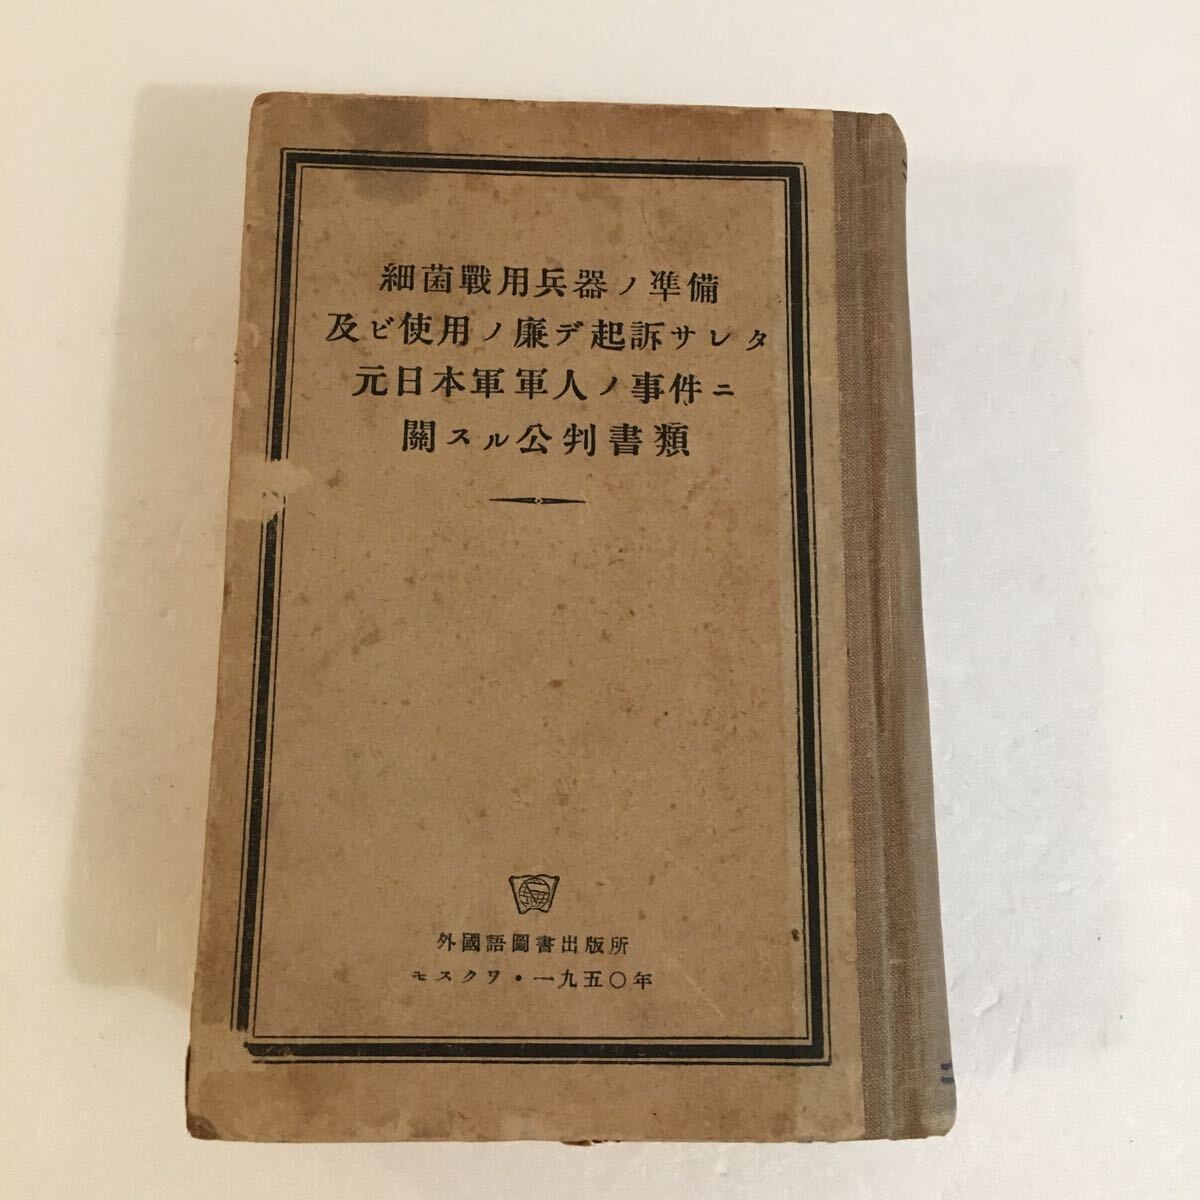 細菌戰用兵器ノ準備
及ビ使用ノ廉デ起訴サレタ
元日本軍軍人ノ事件ニ
關スル公判書類
外國語圖書出版所
モスクワ・一九五〇年